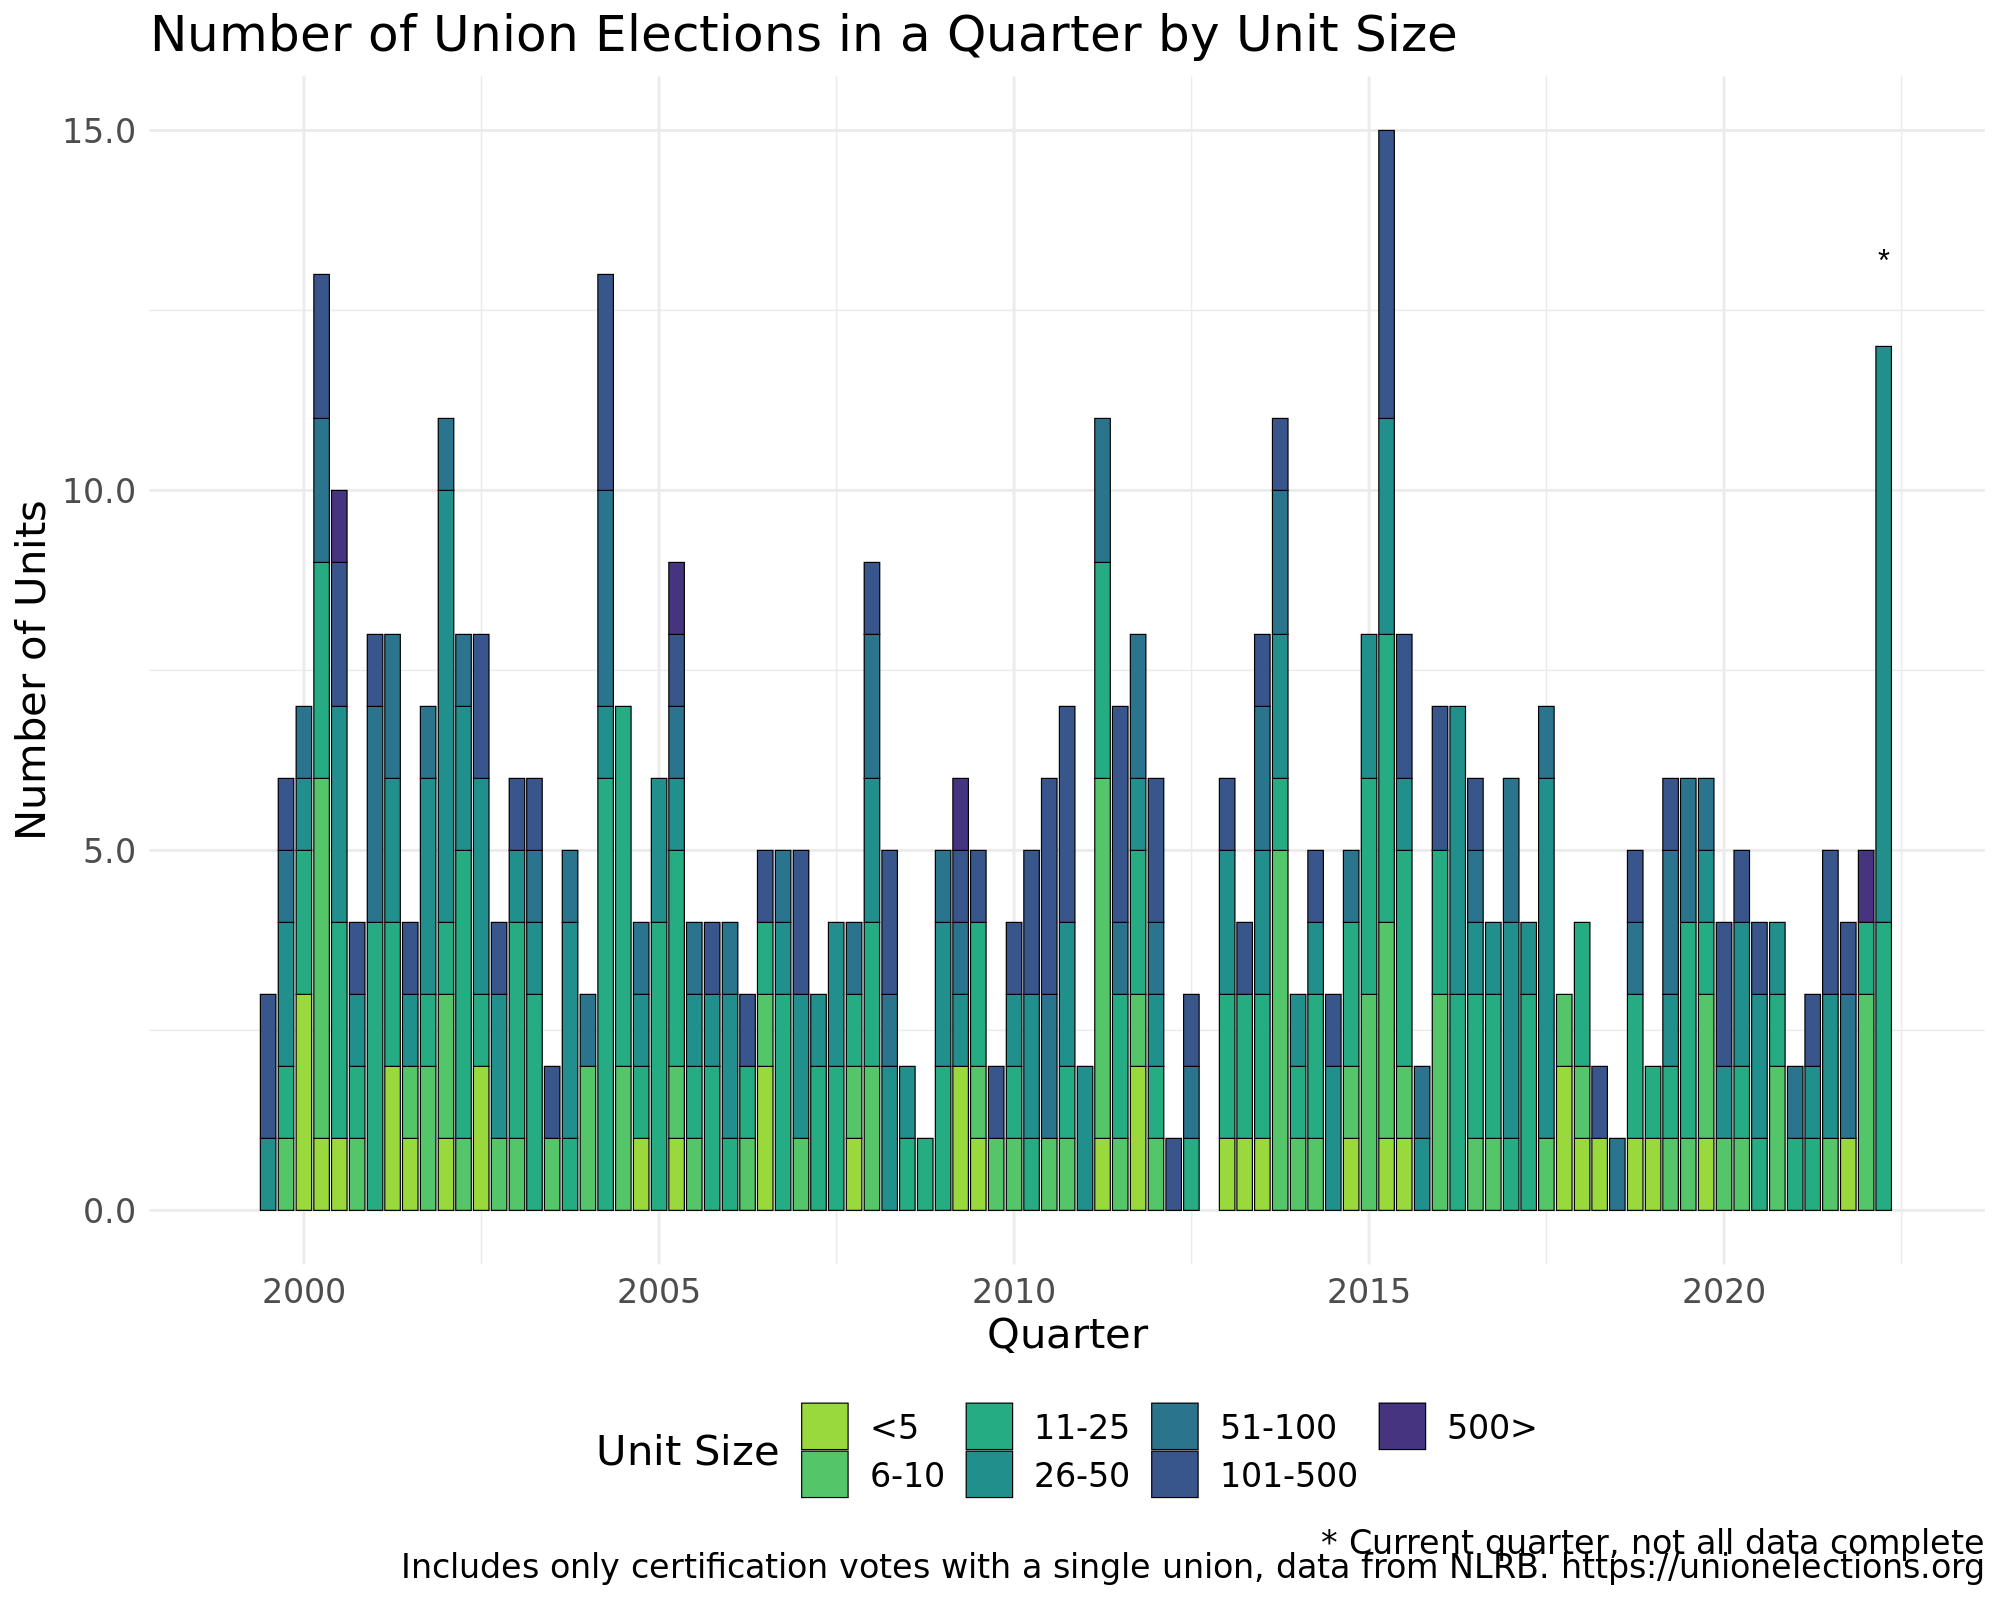 Number of Union Elections in a Quarter by Unit Size
15.0
*
10.0
Number of Units
5.0
0.0
2000 2005 2010 2015 2020
Quarter
Unit Size
<5 11-25 51-100 500>
6-10 26-50 101-500
* Current quarter, not all data complete
Includes only certification votes with a single union, data from NLRB. https://unionelections.org